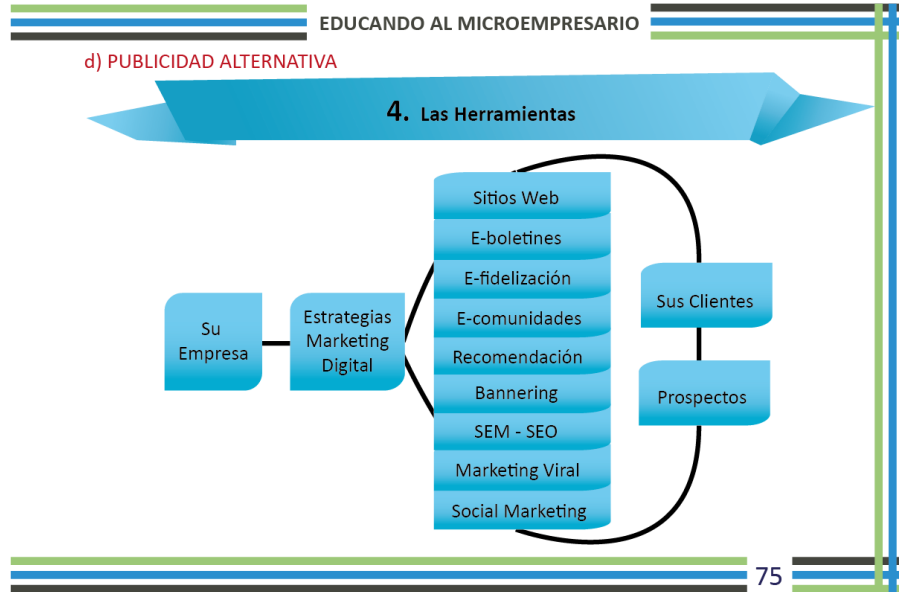 EDUCANDO AL MICROEMPRESARIO
d) PUBLICIDAD ALTERNATIVA
4. Las Herramientas
Su
Empresa
Estrategias
Marketing
Digital
Sitios Web
E-boletines
E-fidelización
E-comunidades
Recomendación
Bannering
SEM - SEO
Marketing Viral
Social Marketing
Sus Clientes
Prospectos
75